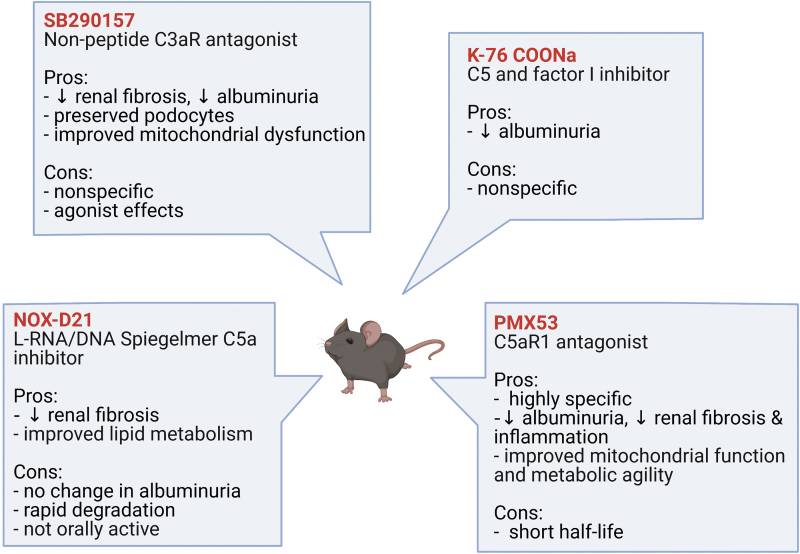 SB290157
Non-peptide C3aR antagonist
Pros:
- ↓ renal fibrosis, ↓ albuminuria
- preserved podocytes
- improved mitochondrial dysfunction
Cons:
- nonspecific
- agonist effects
K-76 COONa
C5 and factor I inhibitor
Pros:
- ↓ albuminuria
Cons:
- nonspecific
NOX-D21
L-RNA/DNA Spiegelmer C5a
inhibitor
Pros:
- ↓ renal fibrosis
- improved lipid metabolism
Cons:
- no change in albuminuria
- rapid degradation
- not orally active
PMX53
C5aR1 antagonist
Pros:
-  highly specific
-↓ albuminuria, ↓ renal fibrosis &
inflammation
- improved mitochondrial function
and metabolic agility
Cons:
-  short half-life